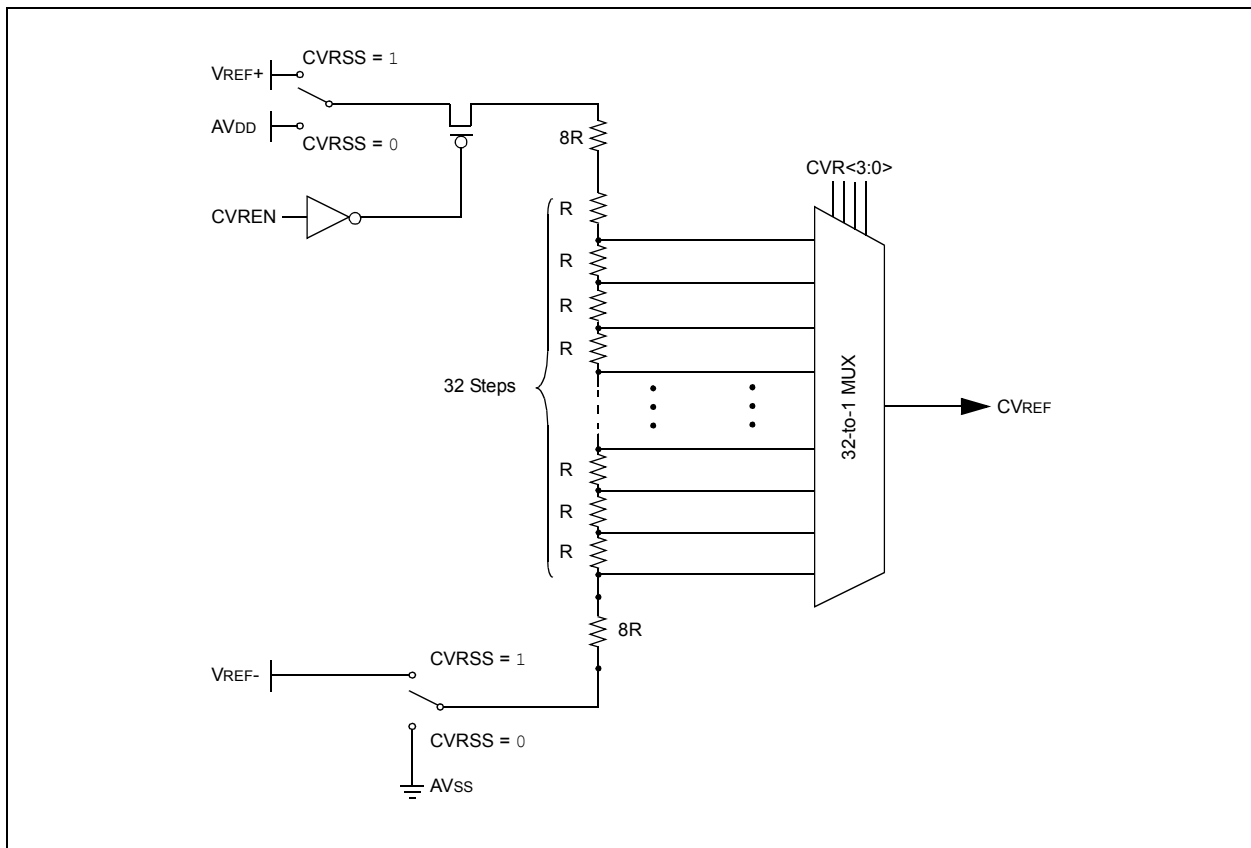 CVRSS = 1
VREF+
AVDD
CVRSS = 0
8R
CVR<3:0>
CVREN
R
R
R
R
32 Steps
32-to-1 MUX
CVREF
R
R
R
8R
CVRSS = 1
VREF-
CVRSS = 0
AVSS